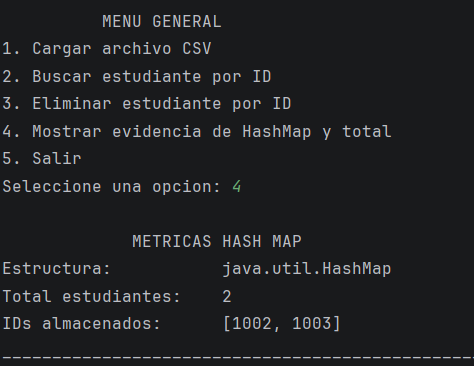 MENU GENERAL
1. Cargar archivo CSV
2. Buscar estudiante por ID
3. Eliminar estudiante por ID
4. Mostrar evidencia de HashMap y total
5. Salir
Seleccione una opcion: 4
METRICAS HASH MAP
Estructura: java.util.HashMap
Total estudiantes: 2
IDs almacenados: [1002, 1003]